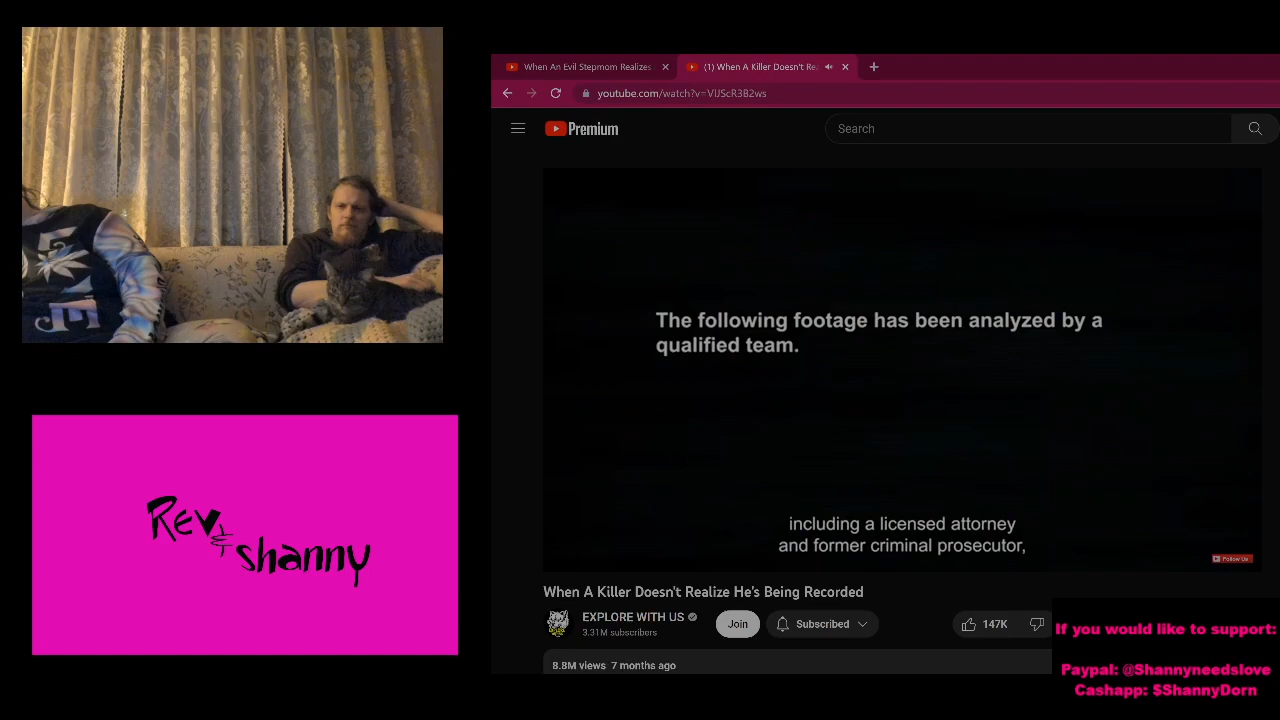 When An Evil Stepmom Realizes
(1) When A Killer Doesn't Re
youtube.com/watch?v=VlJScR3B2ws
Premium
Search
The following footage has been analyzed by a
qualified team.
including a licensed attorney
and former criminal prosecutor,
Follow Us
When A Killer Doesn't Realize He's Being Recorded
EXPLORE WITH US
3.31M subscribers
Join
Subscribed
147K
8.8M views 7 months ago
Rev
&
shanny
If you would like to support:
Paypal: @Shannyneedslove
Cashapp: $ShannyDorn